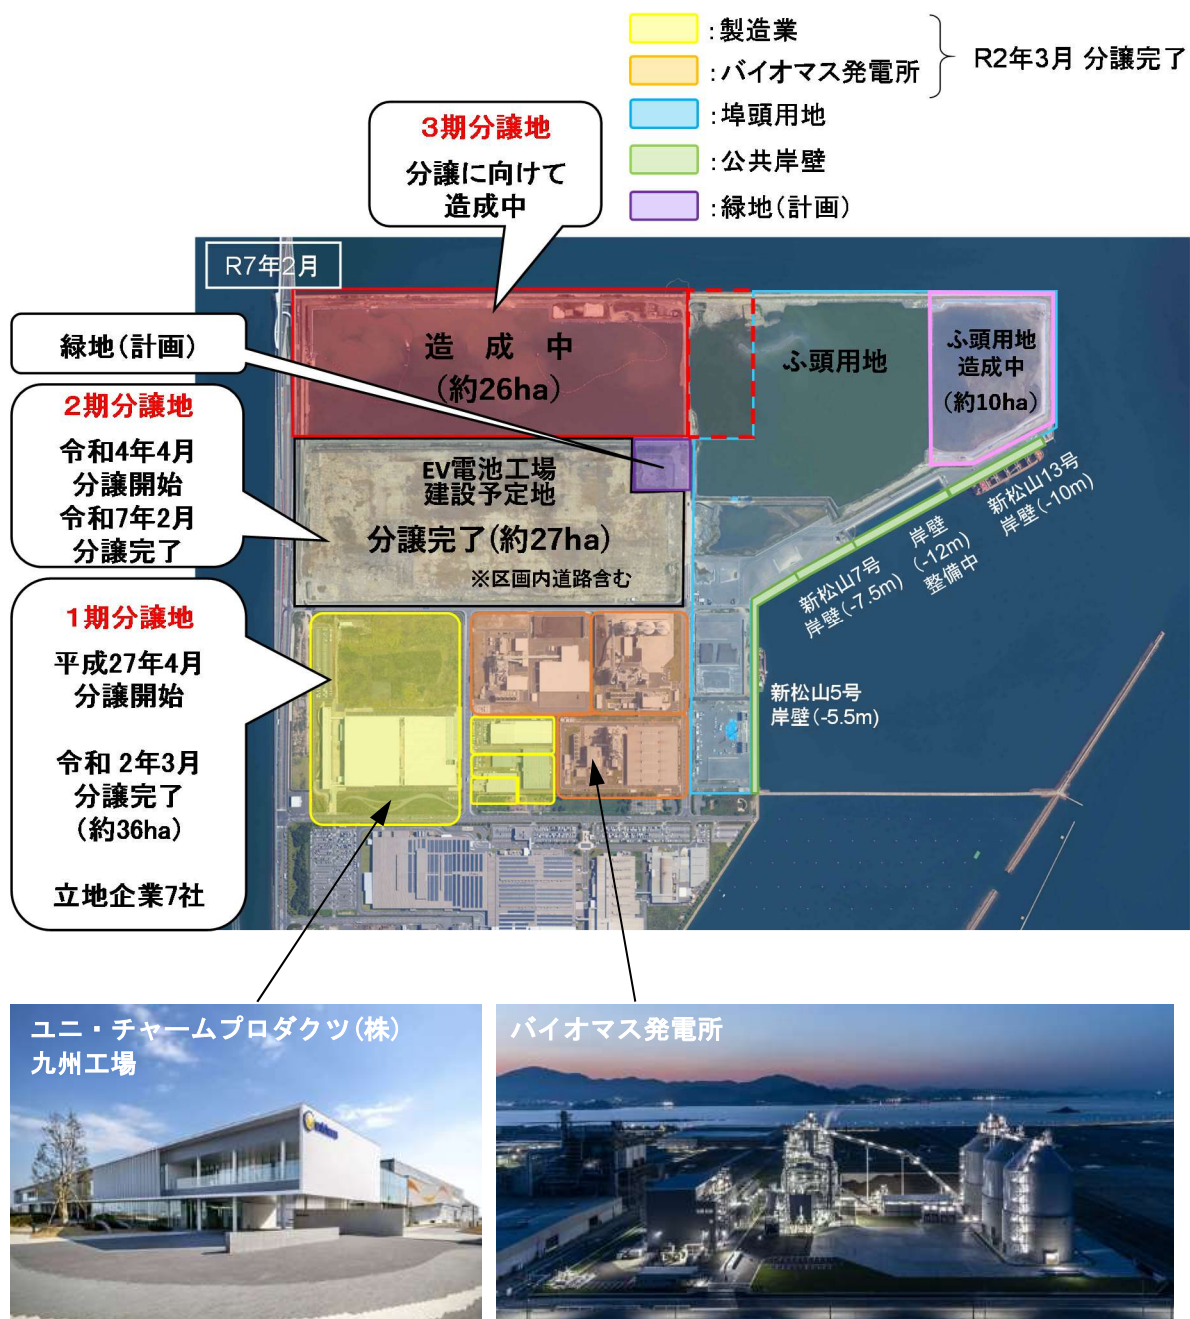 ：製造業
：バイオマス発電所
R2年3月 分譲完了
：埠頭用地
：公共岸壁
：緑地(計画)
3期分譲地
分譲に向けて
造成中
R7年2月
緑地(計画)
造 成 中
(約26ha)
ふ頭用地
ふ頭用地
造成中
(約10ha)
2期分譲地
令和4年4月
分譲開始
令和7年2月
分譲完了
EV電池工場
建設予定地
分譲完了(約27ha)
※区画内道路含む
新松山13号
岸壁(-10m)
岸壁
(-12m)
整備中
新松山7号
岸壁(-7.5m)
新松山5号
岸壁(-5.5m)
1期分譲地
平成27年4月
分譲開始
令和 2年3月
分譲完了
(約36ha)
立地企業7社
ユニ・チャームプロダクツ(株)
九州工場
バイオマス発電所